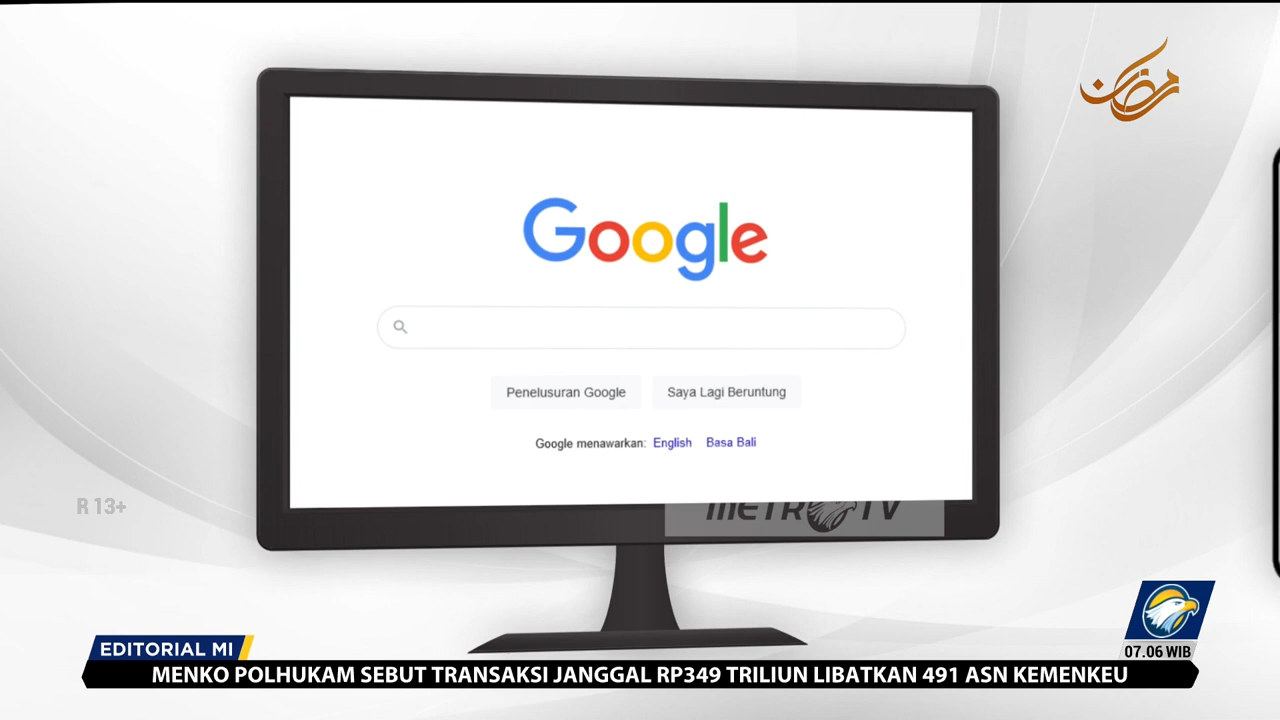 رمضان
Google
Penelusuran Google
Saya Lagi Beruntung
Google menawarkan: English Basa Bali
R 13+
METRO TV
EDITORIAL MI
07.06 WIB
MENKO POLHUKAM SEBUT TRANSAKSI JANGGAL RP349 TRILIUN LIBATKAN 491 ASN KEMENKEU